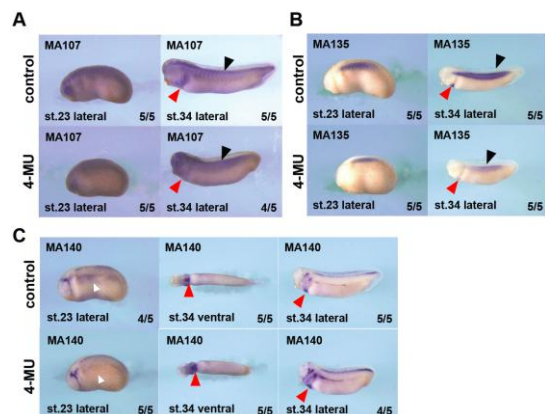 A
B
MA107
MA107
control
st.23 lateral 5/5
st.34 lateral 5/5
MA107
MA107
4-MU
st.23 lateral 5/5
st.34 lateral 4/5
MA135
MA135
control
st.23 lateral 5/5
st.34 lateral 5/5
MA135
MA135
4-MU
st.23 lateral 5/5
st.34 lateral 5/5
C
MA140
MA140
MA140
control
st.23 lateral 4/5
st.34 ventral 5/5
st.34 lateral 5/5
MA140
MA140
MA140
4-MU
st.23 lateral 5/5
st.34 ventral 5/5
st.34 lateral 4/5